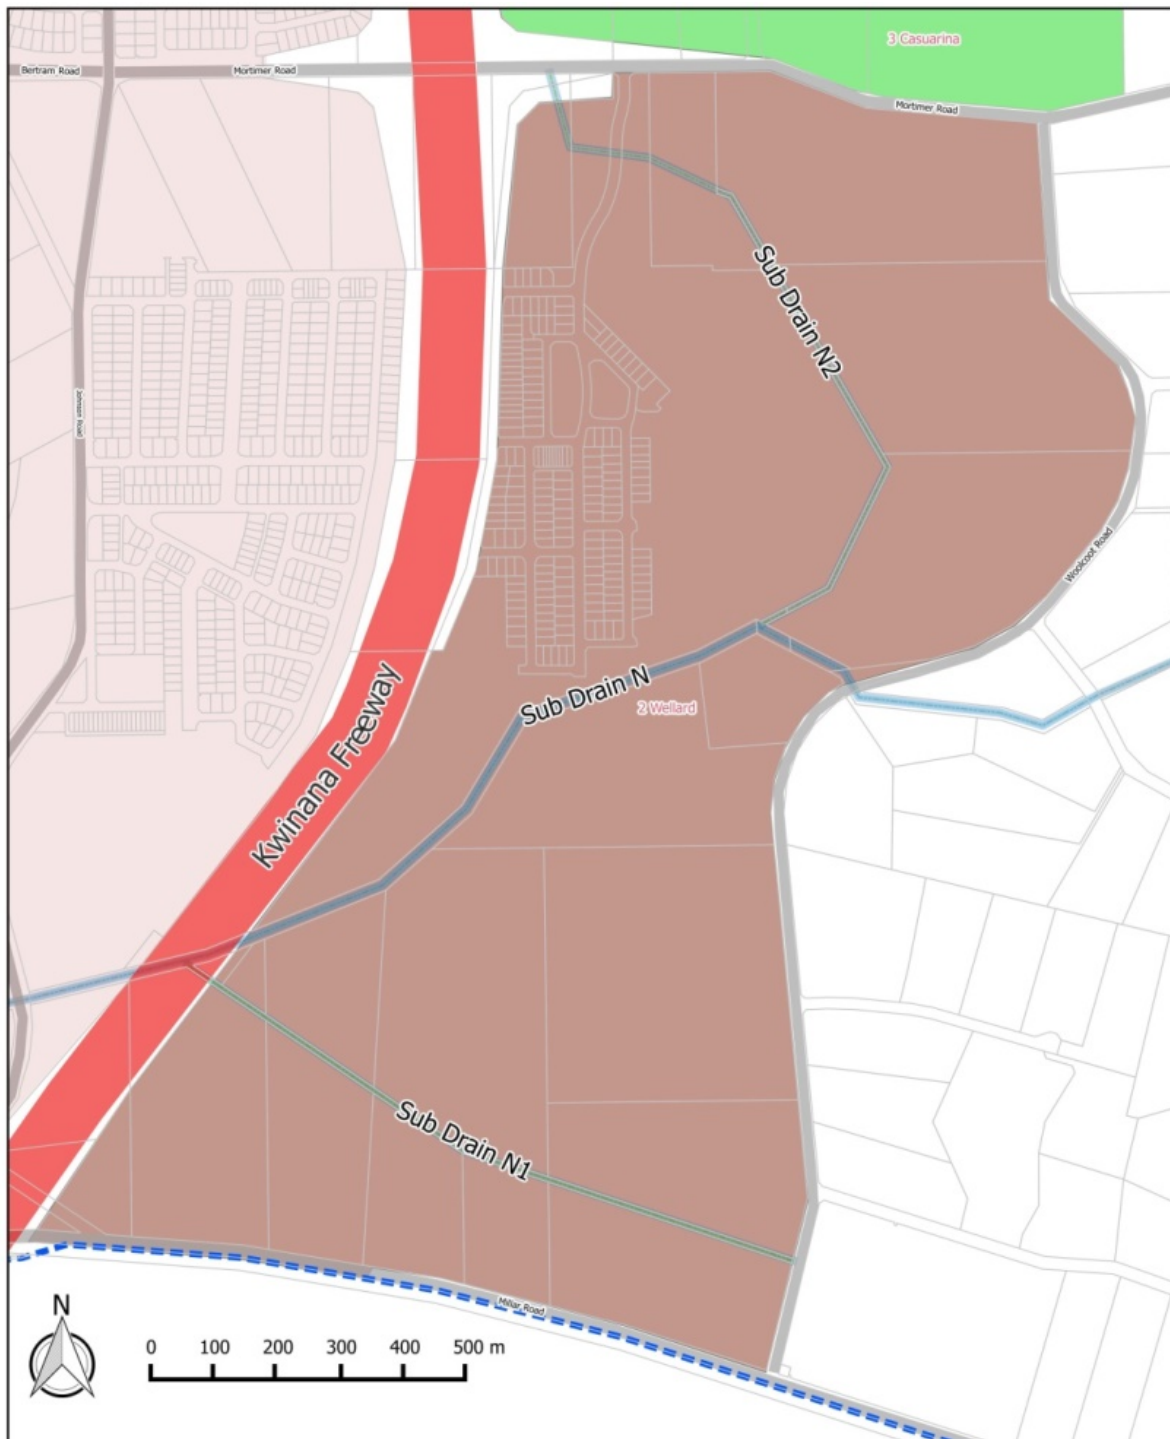 3 Casuarina
Bertram Road
Mortimer Road
Mortimer Road
Sub Drain N2
Johnson Road
Woolcoot Road
Sub Drain N
2 Wellard
Kwinana Freeway
Sub Drain N1
Millar Road
N
0 100 200 300 400 500 m